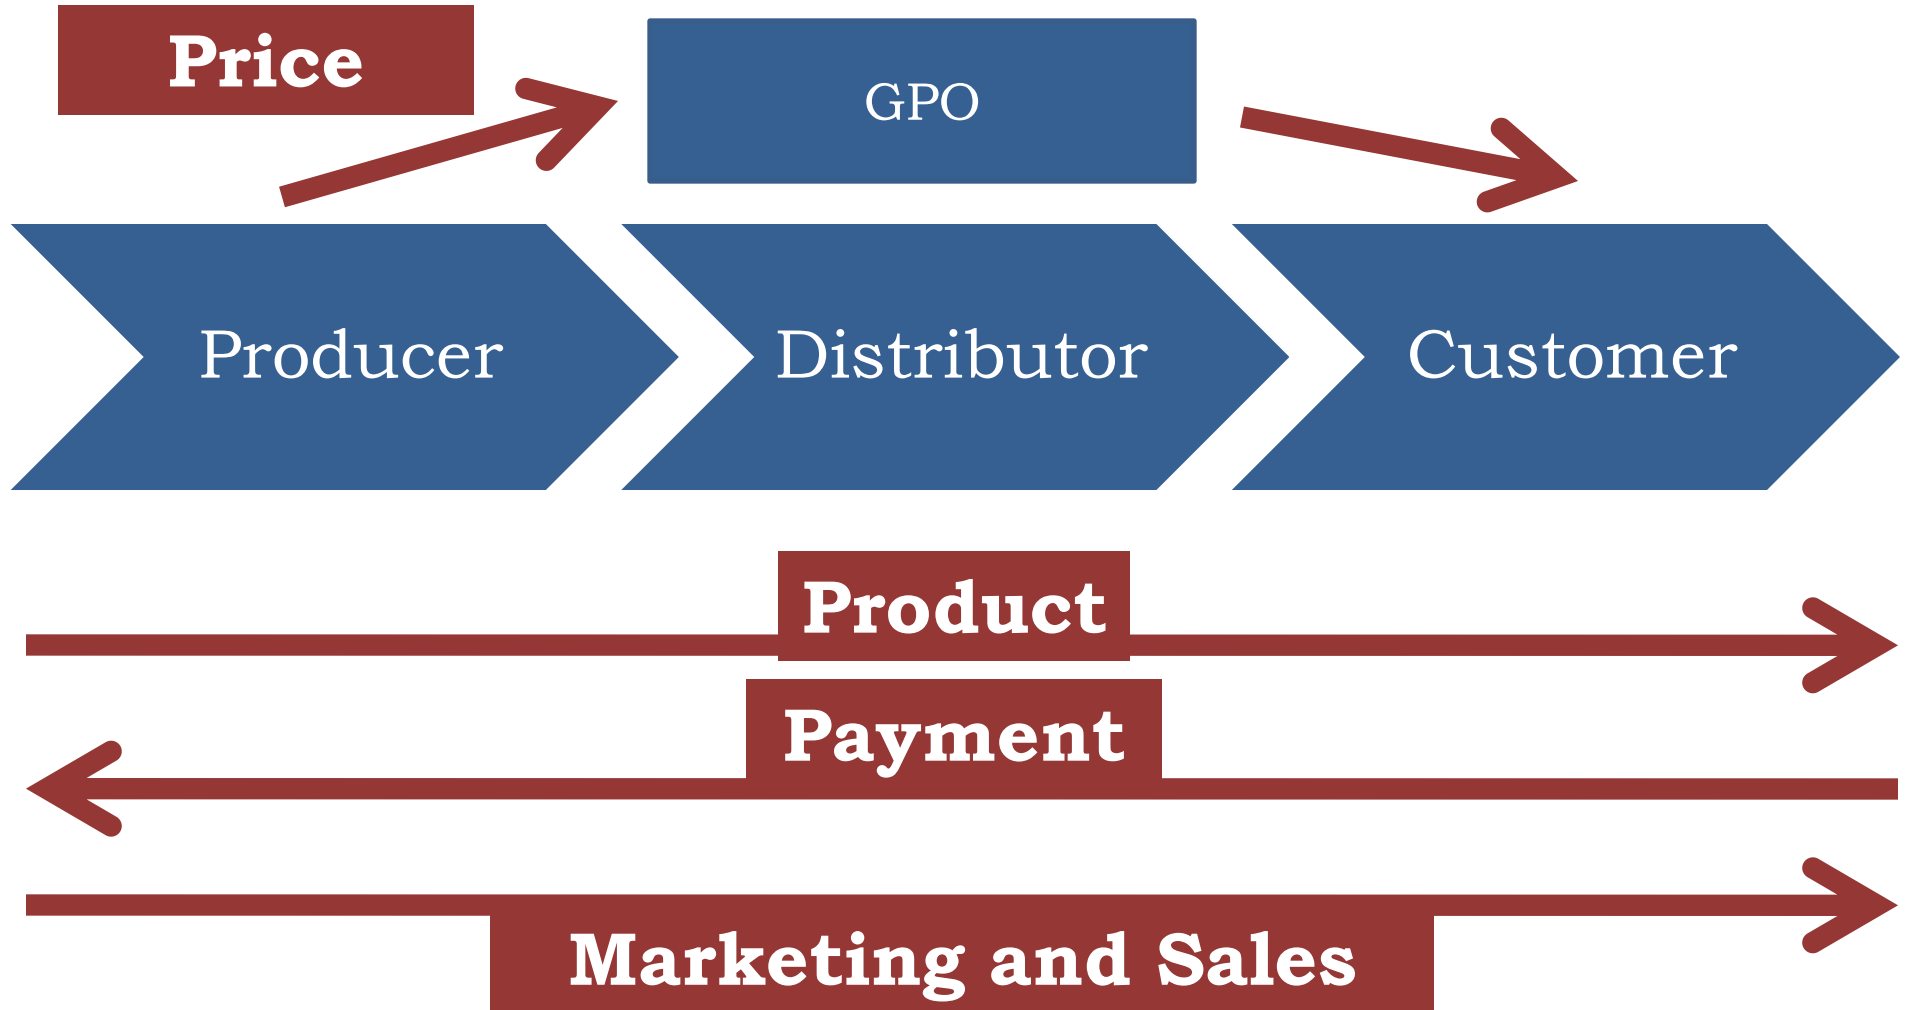 Price
GPO
Producer
Distributor
Customer
Product
Payment
Marketing and Sales